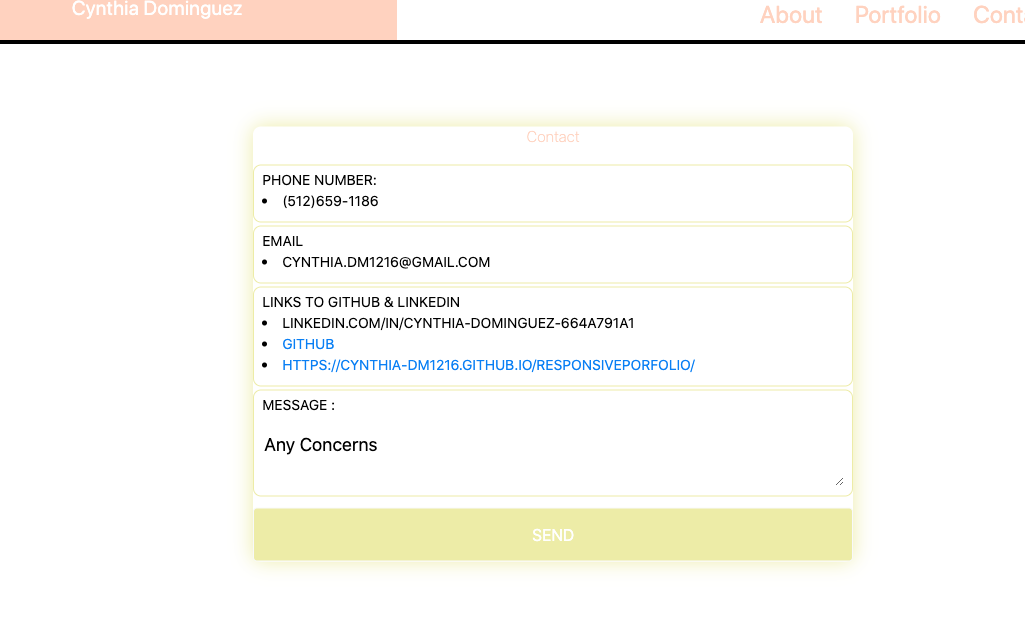 Cynthia Dominguez
About Portfolio
Contact
PHONE NUMBER:
• (512)659-1186
EMAIL
• CYNTHIA.DM1216@GMAIL.COM
LINKS TO GITHUB & LINKEDIN
• LINKEDIN.COM/IN/CYNTHIA-DOMINGUEZ-664A791A1
• GITHUB
• HTTPS://CYNTHIA-DM1216.GITHUB.IO/RESPONSIVEPORFOLIO/
MESSAGE :
Any Concerns
SEND